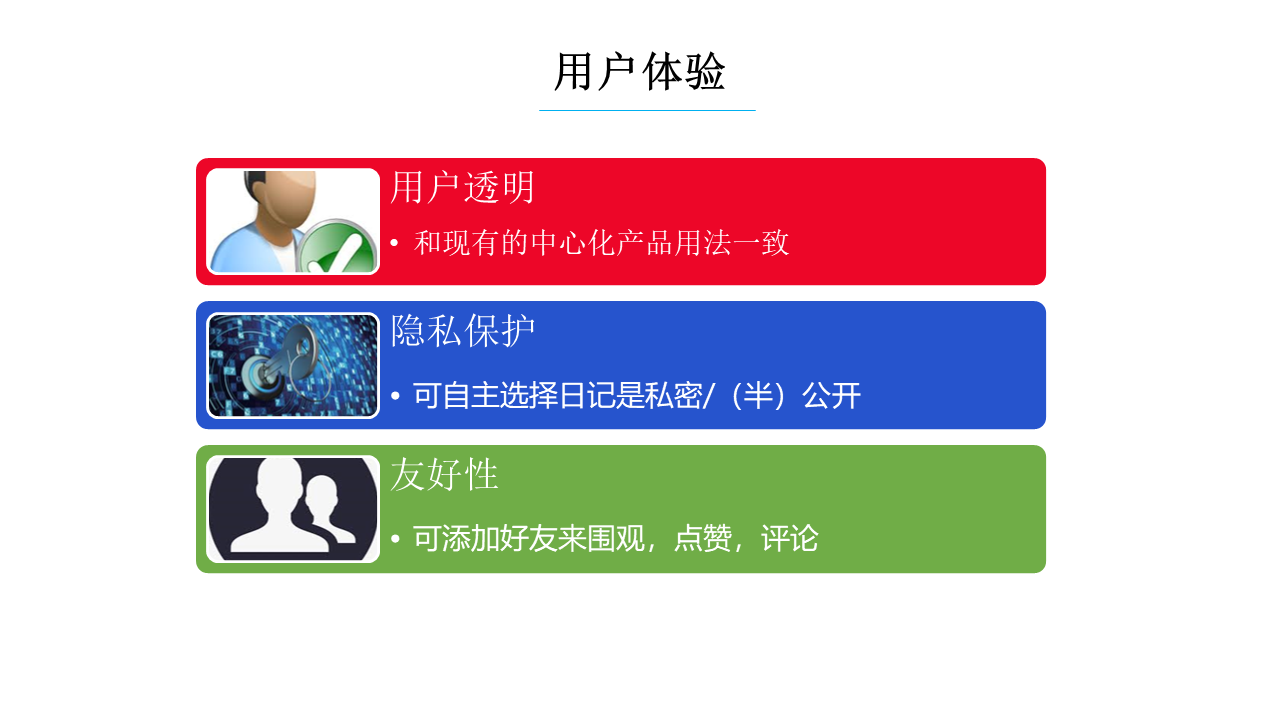 用户体验
用户透明
• 和现有的中心化产品用法一致
隐私保护
• 可自主选择日记是私密/（半）公开
友好性
• 可添加好友来围观，点赞，评论